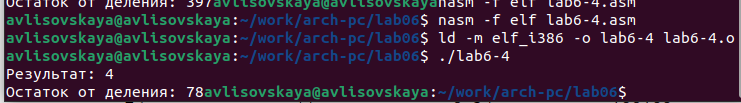 Остаток от деления: 397avlisovskaya@avlisovskaya:~/work/arch-pc/lab06$ nasm -f elf lab6-4.asm
avlisovskaya@avlisovskaya:~/work/arch-pc/lab06$ nasm -f elf lab6-4.asm
avlisovskaya@avlisovskaya:~/work/arch-pc/lab06$ ld -m elf_i386 -o lab6-4 lab6-4.o
avlisovskaya@avlisovskaya:~/work/arch-pc/lab06$ ./lab6-4
Результат: 4
Остаток от деления: 78avlisovskaya@avlisovskaya:~/work/arch-pc/lab06$